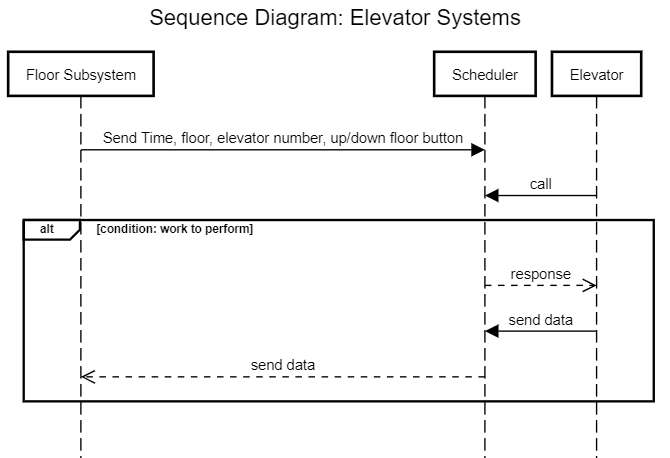 Sequence Diagram: Elevator Systems
Floor Subsystem
Scheduler
Elevator
Send Time, floor, elevator number, up/down floor button
call
alt
[condition: work to perform]
response
send data
send data